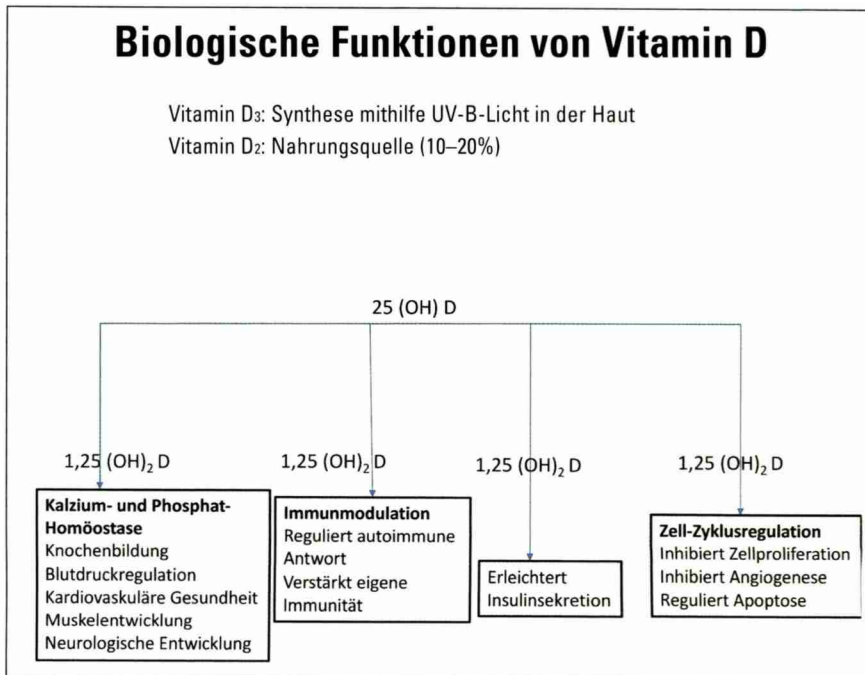 Biologische Funktionen von Vitamin D
Vitamin D₃: Synthese mithilfe UV-B-Licht in der Haut
Vitamin D₂: Nahrungsquelle (10–20%)
25 (OH) D
1,25 (OH)₂ D
1,25 (OH)₂ D
1,25 (OH)₂ D
1,25 (OH)₂ D
Kalzium- und Phosphat-
Homöostase
Knochenbildung
Blutdruckregulation
Kardiovaskuläre Gesundheit
Muskelentwicklung
Neurologische Entwicklung
Immunmodulation
Reguliert autoimmune
Antwort
Verstärkt eigene
Immunität
Erleichtert
Insulinsekretion
Zell-Zyklusregulation
Inhibiert Zellproliferation
Inhibiert Angiogenese
Reguliert Apoptose